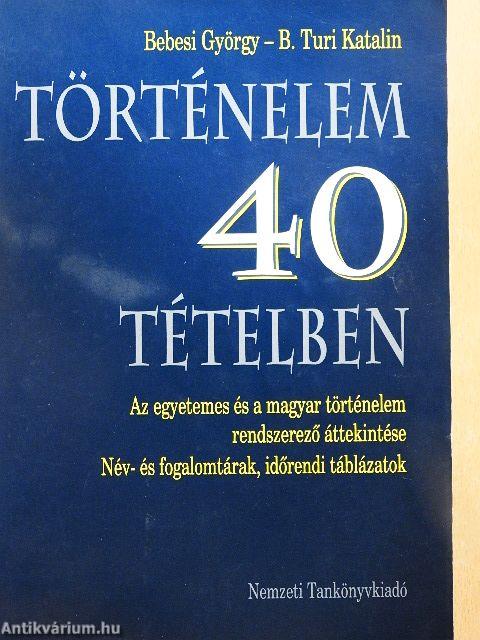 Bebesi György – B. Turi Katalin
TÖRTÉNELEM
40
TÉTELBEN
Az egyetemes és a magyar történelem
rendszerező áttekintése
Név- és fogalomtárak, időrendi táblázatok
Nemzeti Tankönyvkiadó
Antikvárium.hu